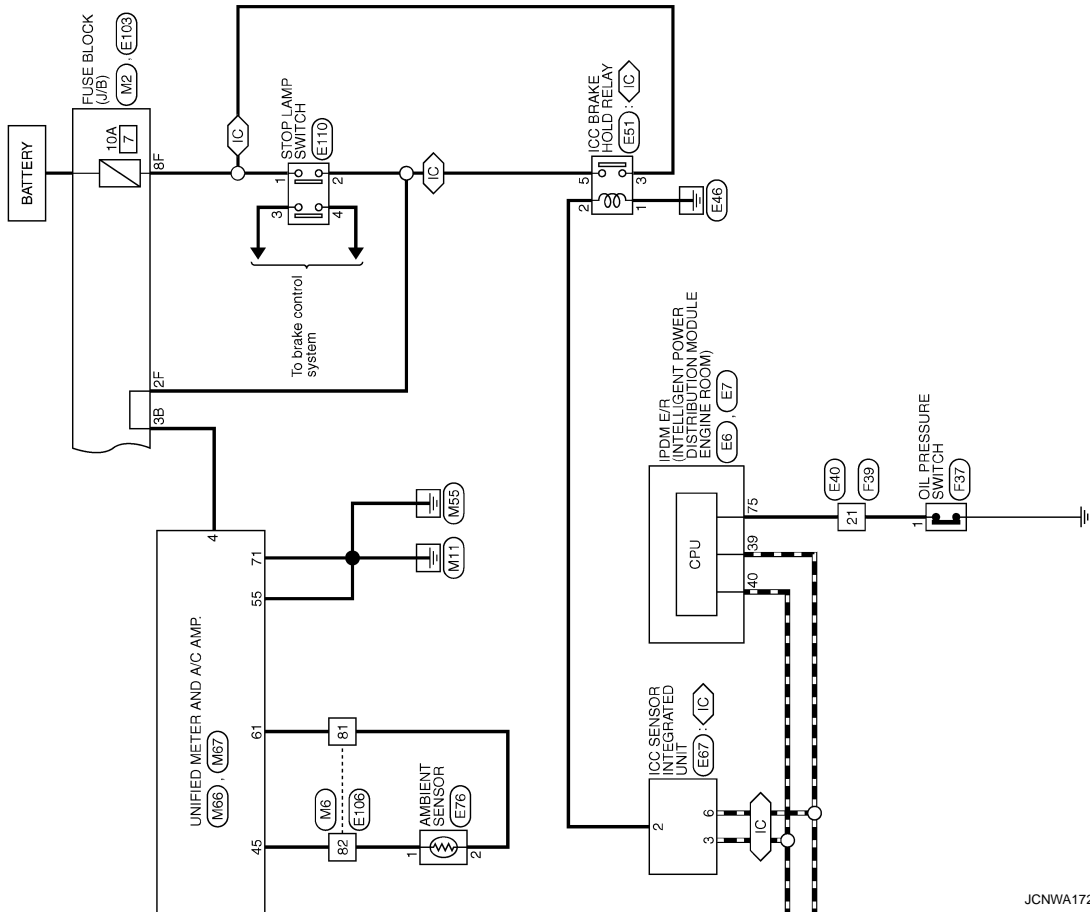 BATTERY
FUSE BLOCK
(J/B)
M2 , E103
10A
7
8F
2F
3B
IC
STOP LAMP
SWITCH
E110
1
2
3
4
To brake control
system
IC
ICC BRAKE
HOLD RELAY
E51 : IC
5
3
2
1
E46
UNIFIED METER AND A/C AMP.
M66 , M67
4
71
55
61
45
M55
M11
81
82
M6
E106
AMBIENT
SENSOR
E76
1
2
IPDM E/R
(INTELLIGENT POWER
DISTRIBUTION MODULE
ENGINE ROOM)
E6 , E7
CPU
75
39
40
E40
F39
21
OIL PRESSURE
SWITCH
F37
1
ICC SENSOR
INTEGRATED
UNIT
E67 : IC
2
6
3
IC
JCNWA172